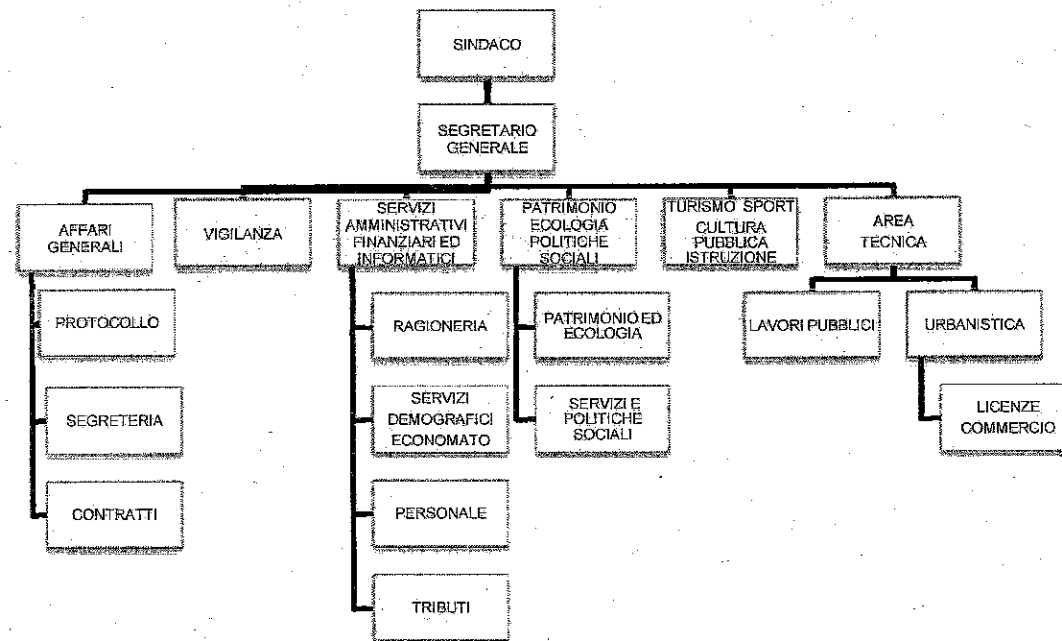 SINDACO
SEGRETARIO
GENERALE
AFFARI
GENERALI
VIGILANZA
SERVIZI
AMMINISTRATIVI
FINANZIARI ED
INFORMATICI
PATRIMONIO
ECOLOGIA
POLITICHE
SOCIALI
TURISMO SPORT
CULTURA
PUBBLICA
ISTRUZIONE
AREA
TECNICA
PROTOCOLLO
RAGIONERIA
PATRIMONIO ED
ECOLOGIA
LAVORI PUBBLICI
URBANISTICA
SEGRETERIA
SERVIZI
DEMOGRAFICI
ECONOMATO
SERVIZI E
POLITICHE
SOCIALI
LICENZE
COMMERCIO
CONTRATTI
PERSONALE
TRIBUTI